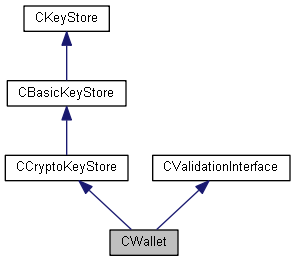 CKeyStore
CBasicKeyStore
CCryptoKeyStore
CValidationInterface
CWallet